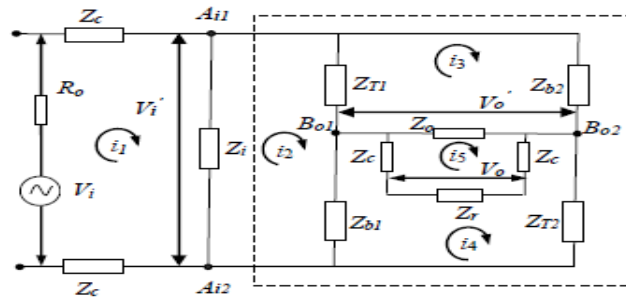 Zc
Ai1
Ro
Vi'
ZT1
i3
Zb2
Vo'
Bo1
Zo
Bo2
i1
Zi
i2
Zc
i5
Zc
Vo
Vi
Zr
Zb1
i4
ZT2
Zc
Ai2